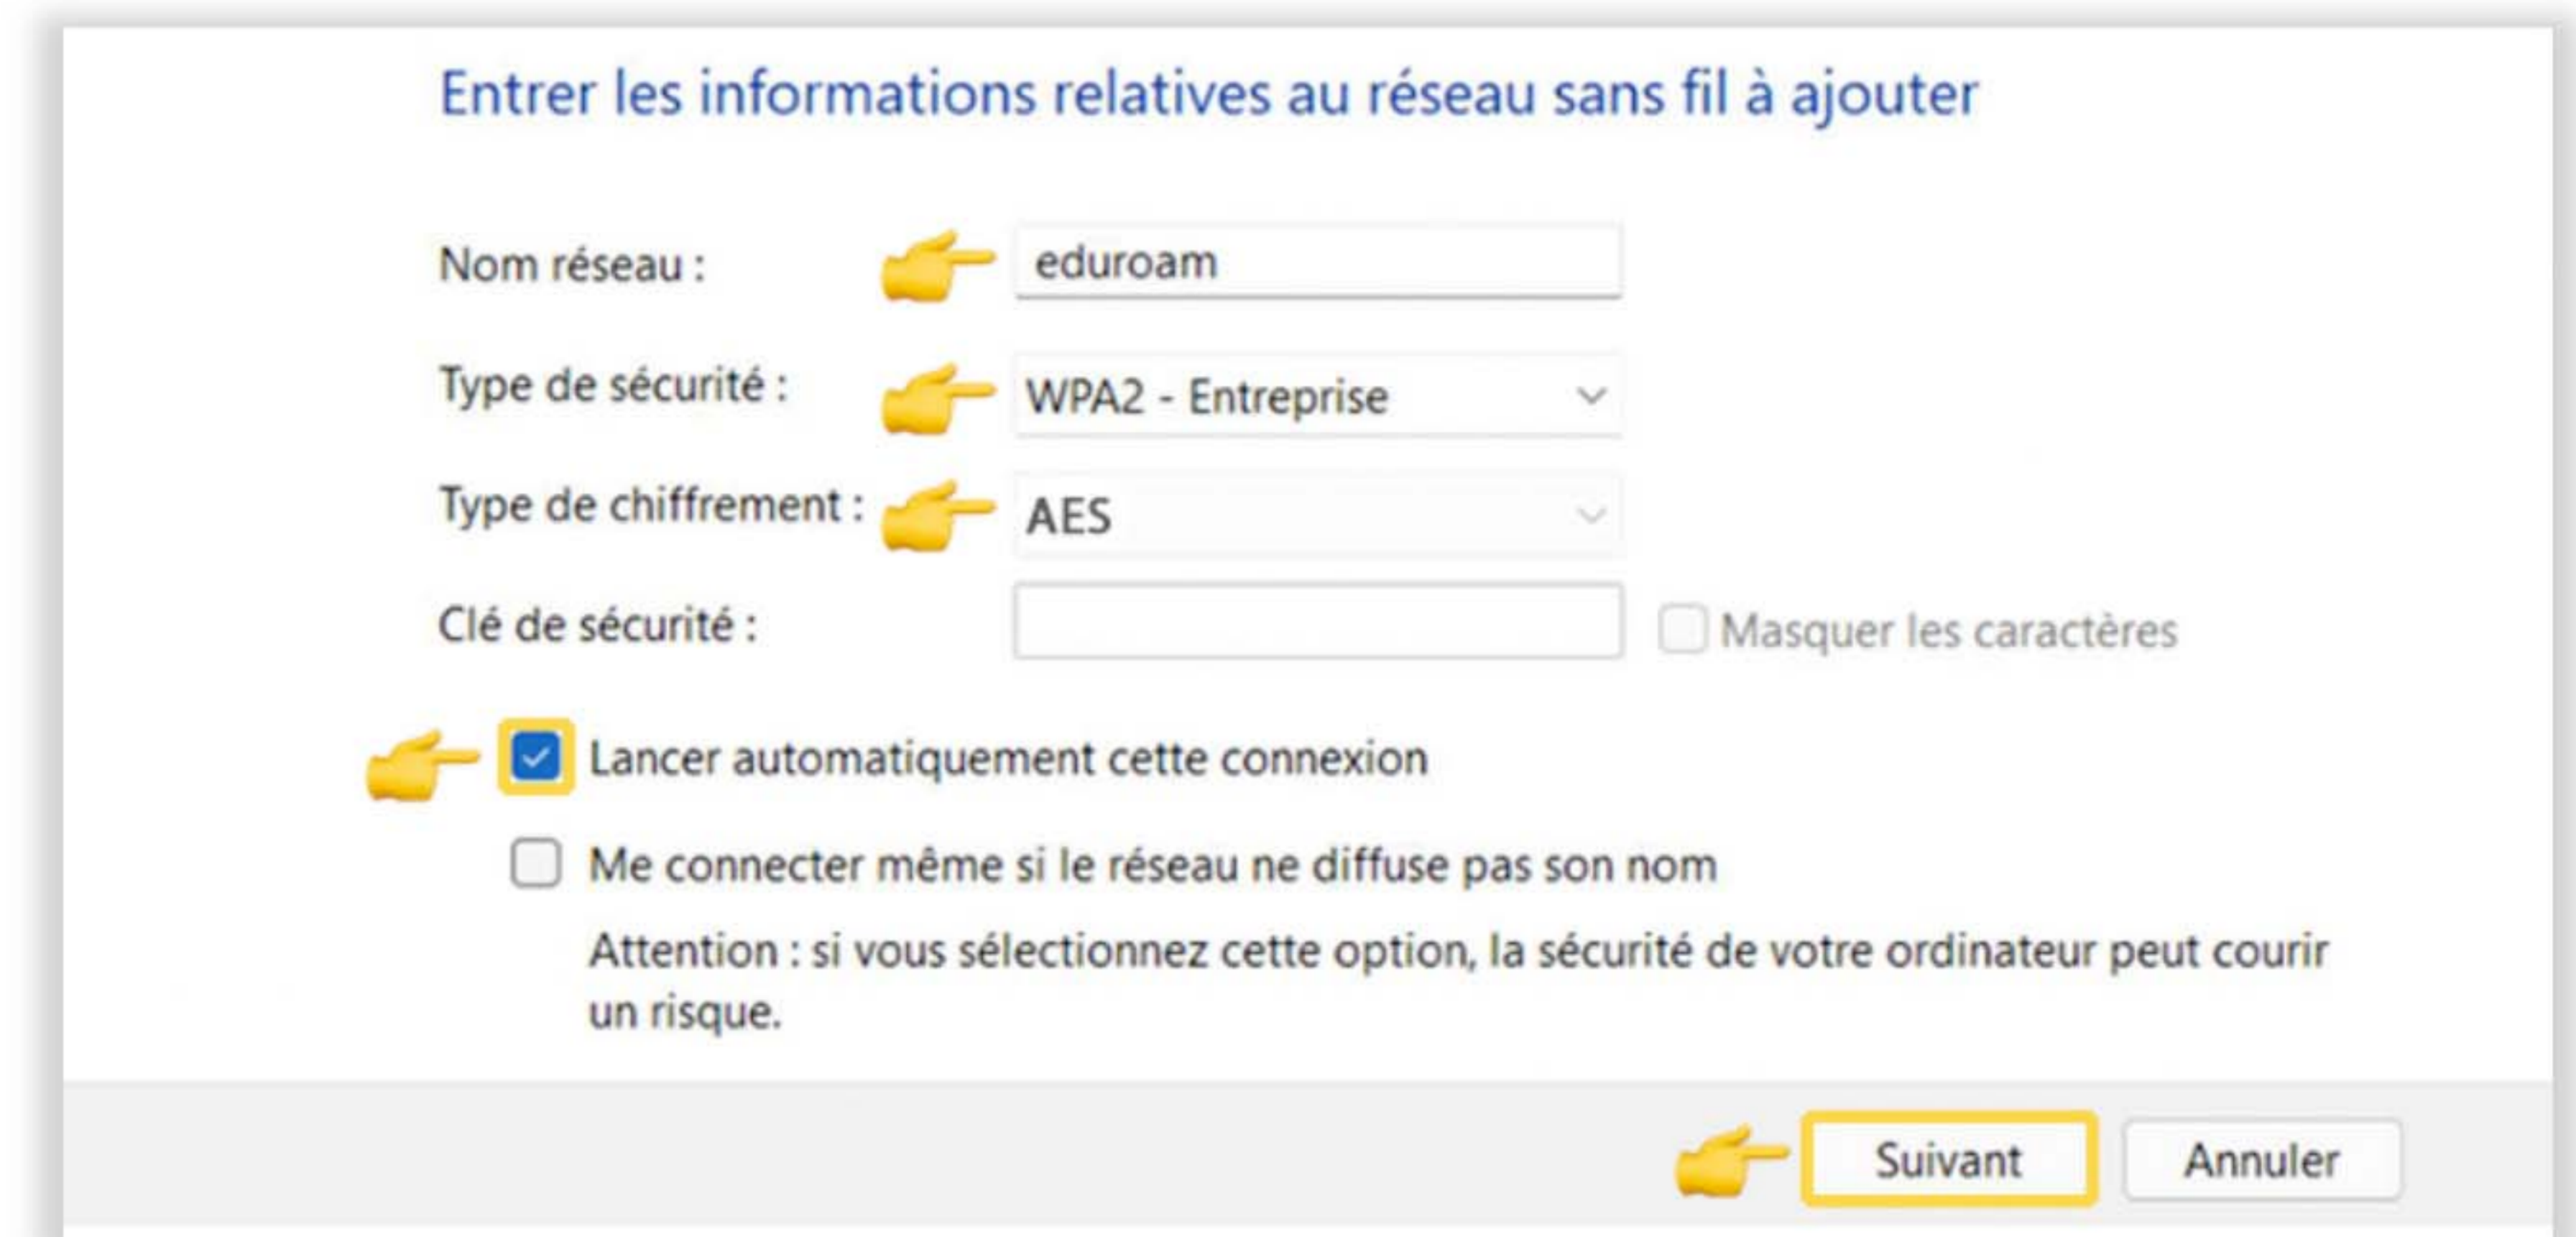 Entrer les informations relatives au réseau sans fil à ajouter
Nom réseau : eduroam
Type de sécurité : WPA2 - Entreprise
Type de chiffrement : AES
Clé de sécurité : Masquer les caractères
Lancer automatiquement cette connexion
Me connecter même si le réseau ne diffuse pas son nom
Attention : si vous sélectionnez cette option, la sécurité de votre ordinateur peut courir
un risque.
Suivant Annuler